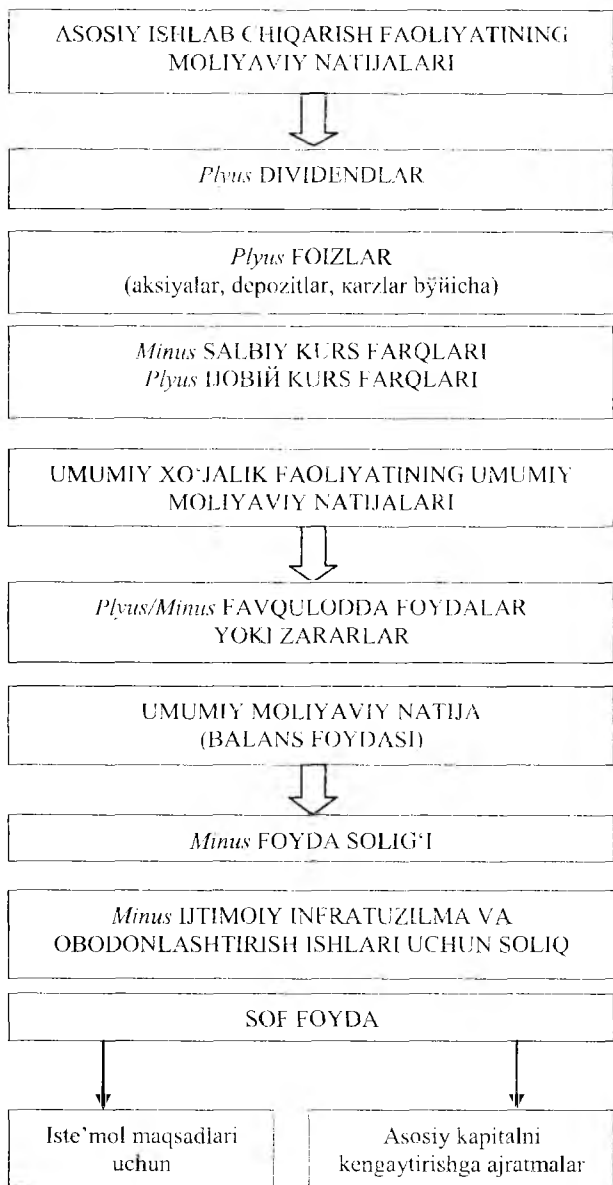 ASOSIY ISHLAB CHIQARISH FAOLIYATINING
MOLIYAVIY NATIJALARI
Plyus DIVIDENDLAR
Plyus FOIZLAR
(aksiyalar, depozitlar, кarzlar bўйicha)
Minus SALBIY KURS FARQLARI
Plyus IJOBIЙ KURS FARQLARI
UMUMIY XO‘JALIK FAOLIYATINING UMUMIY
MOLIYAVIY NATIJALARI
Plyus/Minus FAVQULODDA FOYDALAR
YOKI ZARARLAR
UMUMIY MOLIYAVIY NATIJA
(BALANS FOYDASI)
Minus FOYDA SOLIG‘I
Minus IJTIMOIY INFRATUZILMA VA
OBODONLASHTIRISH ISHLARI UCHUN SOLIQ
SOF FOYDA
Iste’mol maqsadlari
uchun
Asosiy kapitalni
kengaytirishga ajratmalar